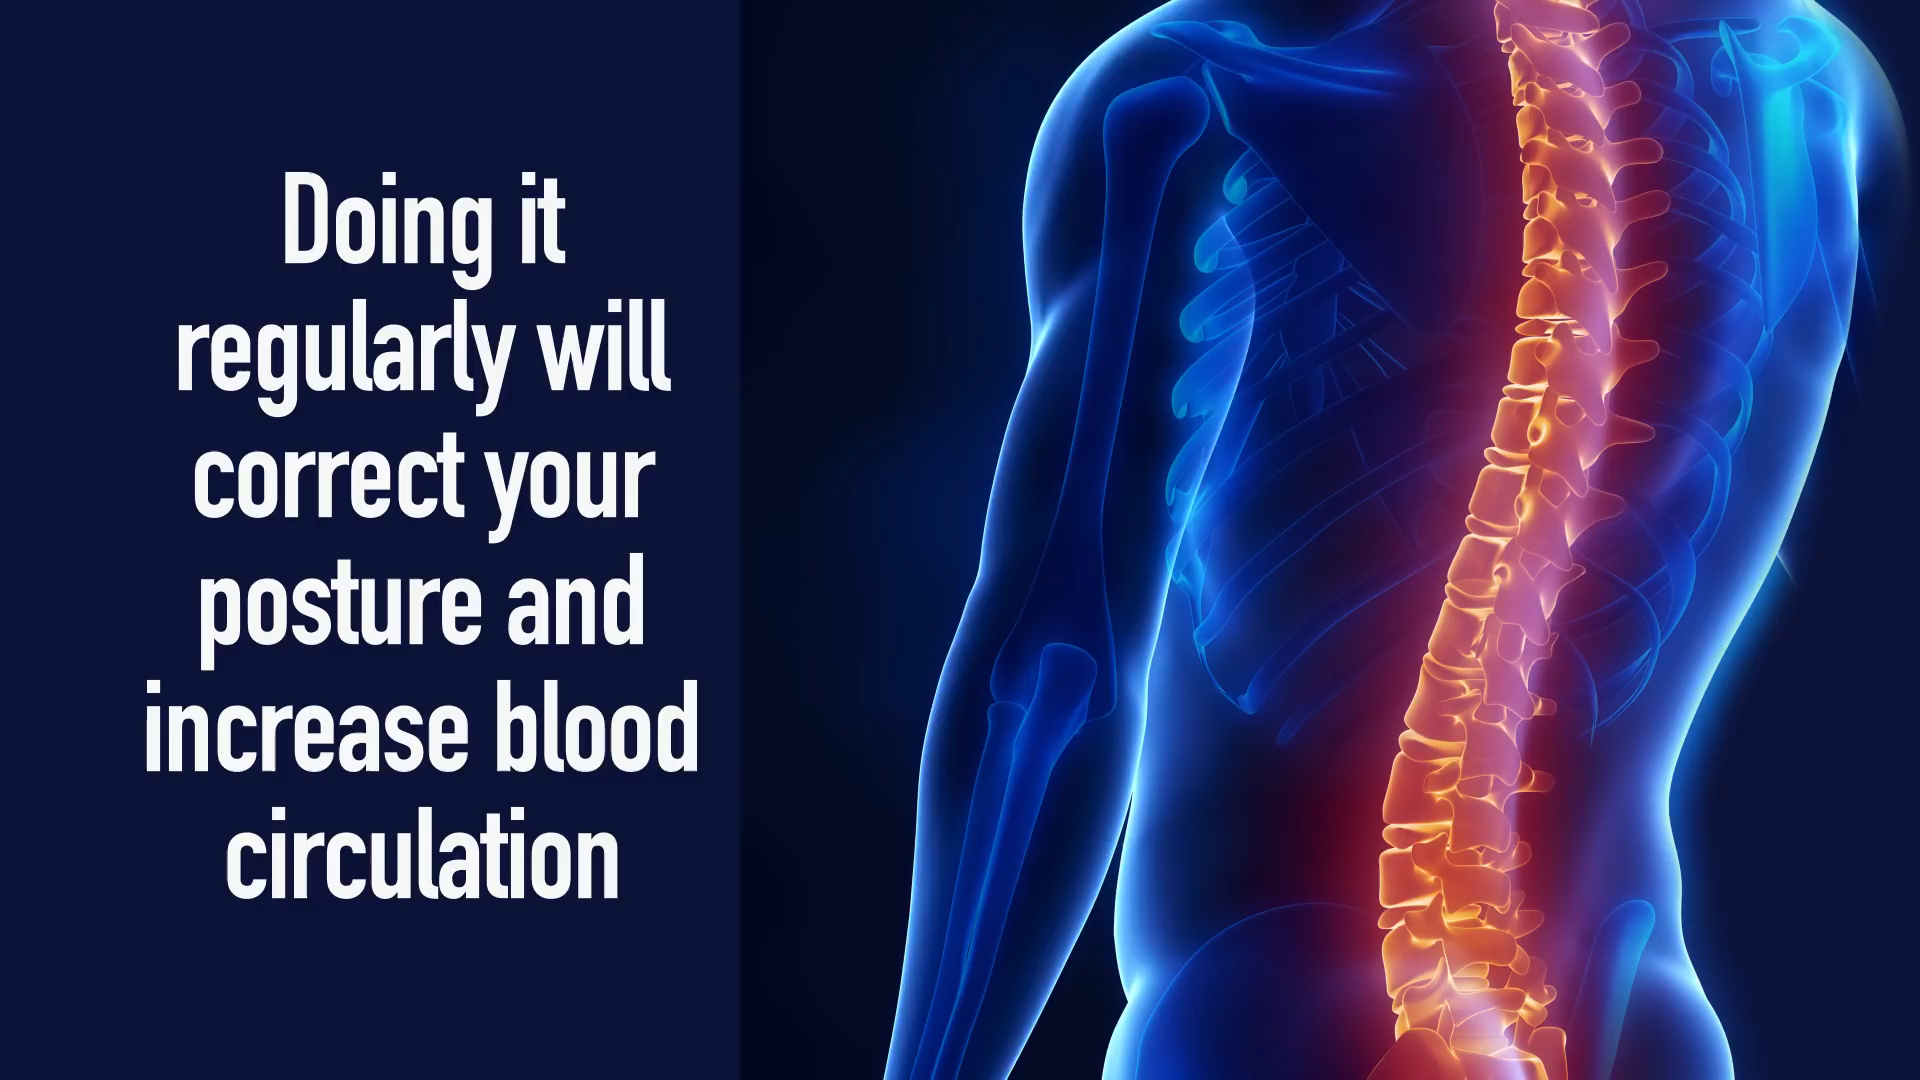 Doing it
regularly will
correct your
posture and
increase blood
circulation